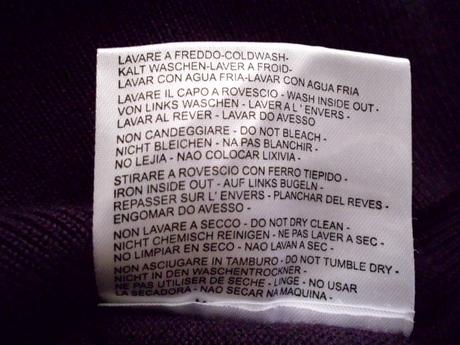 LAVARE A FREDDO-COLDWASH-
KALT WASCHEN-LAVER A FROID-
LAVAR CON AGUA FRIA-LAVAR COM AGUA FRIA
LAVARE IL CAPO A ROVESCIO - WASH INSIDE OUT -
VON LINKS WASCHEN - LAVER A L' ENVERS -
LAVAR AL REVER - LAVAR DO AVESSO
NON CANDEGGIARE - DO NOT BLEACH -
NICHT BLEICHEN - NA PAS BLANCHIR -
NO LEJIA - NAO COLOCAR LIXIVIA -
STIRARE A ROVESCIO CON FERRO TIEPIDO -
IRON INSIDE OUT - AUF LINKS BUGELN -
REPASSER SUR L' ENVERS - PLANCHAR DEL REVES -
ENGOMAR DO AVESSO -
NON LAVARE A SECCO - DO NOT DRY CLEAN -
NICHT CHEMISCH REINIGEN - NE PAS LAVER A SEC -
NO LIMPIAR EN SECO - NAO LAVAN A SEC -
NON ASCIUGARE IN TAMBURO - DO NOT TUMBLE DRY -
NICHT IN DEN WASCHENTROCKNER -
NE PAS UTILISER DE SECHE - LINGE - NO USAR
LA SECADORA - NAO SECAR NA MAQUINA -